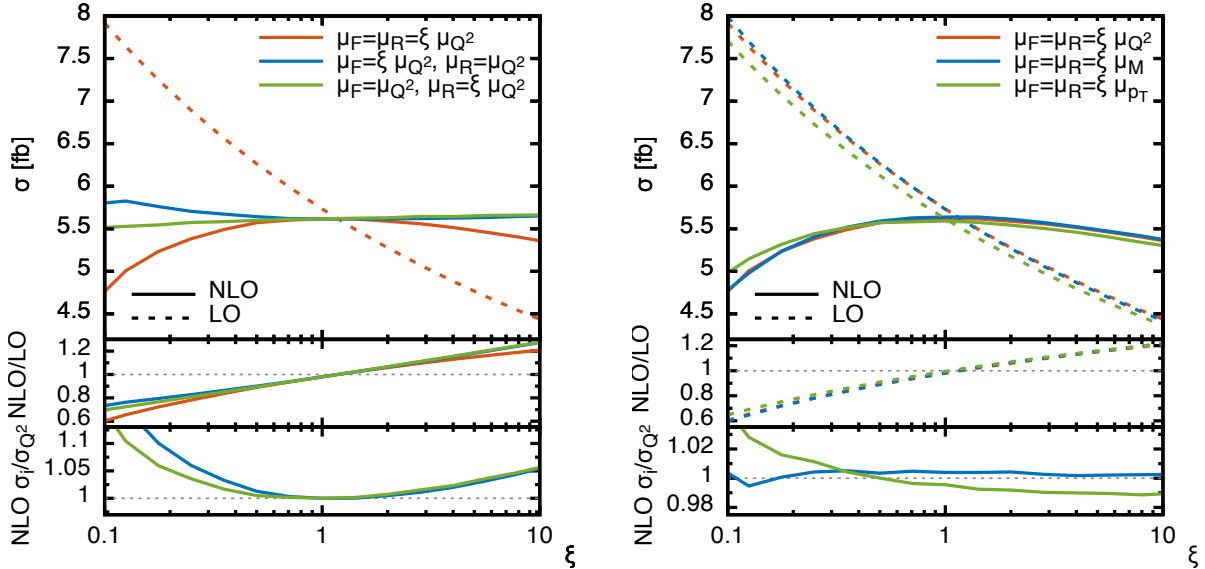 8
7.5
7
6.5
6
5.5
5
4.5
σ [fb]
μF=μR=ξ μQ²
μF=ξ μQ², μR=μQ²
μF=μQ², μR=ξ μQ²
NLO
LO
1.2
1
0.8
0.6
NLO/LO
1.1
1.05
1
NLO σi/σQ²
0.1
1
10
ξ
8
7.5
7
6.5
6
5.5
5
4.5
σ [fb]
μF=μR=ξ μQ²
μF=μR=ξ μM
μF=μR=ξ μpT
NLO
LO
1.2
1
0.8
0.6
NLO/LO
1.02
1
0.98
NLO σi/σQ²
0.1
1
10
ξ